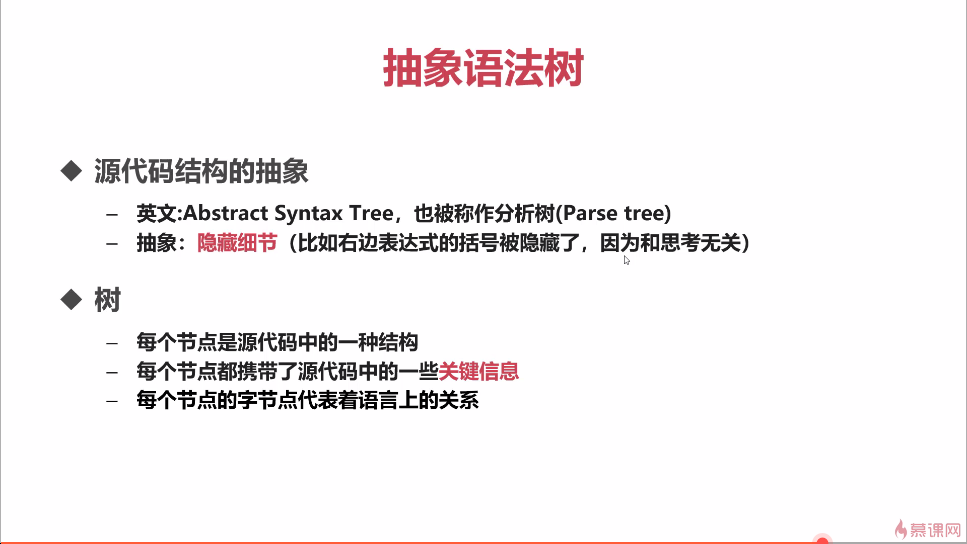 抽象语法树
◆ 源代码结构的抽象
– 英文:Abstract Syntax Tree，也被称作分析树(Parse tree)
– 抽象：隐藏细节（比如右边表达式的括号被隐藏了，因为和思考无关）
◆ 树
– 每个节点是源代码中的一种结构
– 每个节点都携带了源代码中的一些关键信息
– 每个节点的字节点代表着语言上的关系
慕课网